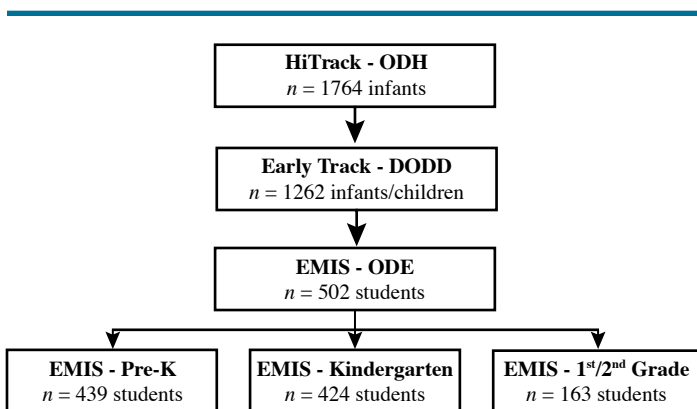 HiTrack - ODH
n = 1764 infants
Early Track - DODD
n = 1262 infants/children
EMIS - ODE
n = 502 students
EMIS - Pre-K
n = 439 students
EMIS - Kindergarten
n = 424 students
EMIS - 1st/2nd Grade
n = 163 students